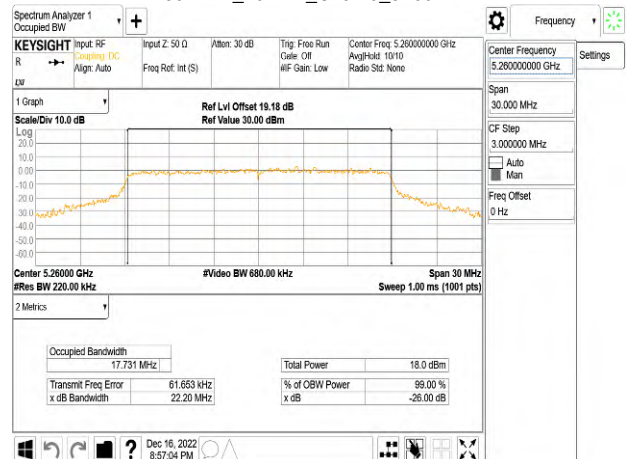 Spectrum Analyzer 1
Occupied BW
+
Frequency
KEYSIGHT
R
Input: RF
Coupling: DC
Align: Auto
Input Z: 50 Ω
Freq Ref: Int (S)
Atten: 30 dB
Trig: Free Run
Gate: Off
#IF Gain: Low
Center Freq: 5.260000000 GHz
Avg|Hold: 10/10
Radio Std: None
Center Frequency
5.260000000 GHz
Settings
Span
30.000 MHz
CF Step
3.000000 MHz
Auto
Man
Freq Offset
0 Hz
1 Graph
Scale/Div 10.0 dB
Ref Lvl Offset 19.18 dB
Ref Value 30.00 dBm
Log
20.0
10.0
0.00
-10.0
-20.0
-30.0
-40.0
-50.0
-60.0
Center 5.26000 GHz
#Res BW 220.00 kHz
#Video BW 680.00 kHz
Span 30 MHz
Sweep 1.00 ms (1001 pts)
2 Metrics
Occupied Bandwidth
17.731 MHz
Total Power 18.0 dBm
Transmit Freq Error 61.653 kHz
% of OBW Power 99.00 %
x dB Bandwidth 22.20 MHz
x dB -26.00 dB
?
Dec 16, 2022
8:57:04 PM